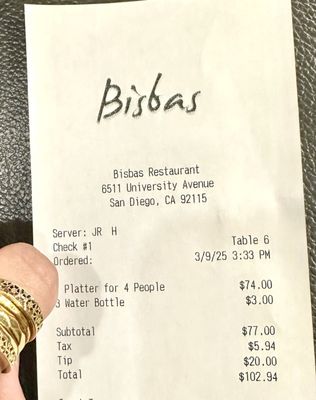 Bisbas
Bisbas Restaurant
6511 University Avenue
San Diego, CA 92115
Server: JR H
Check #1 Table 6
Ordered: 3/9/25 3:33 PM
Platter for 4 People $74.00
3 Water Bottle $3.00
Subtotal $77.00
Tax $5.94
Tip $20.00
Total $102.94